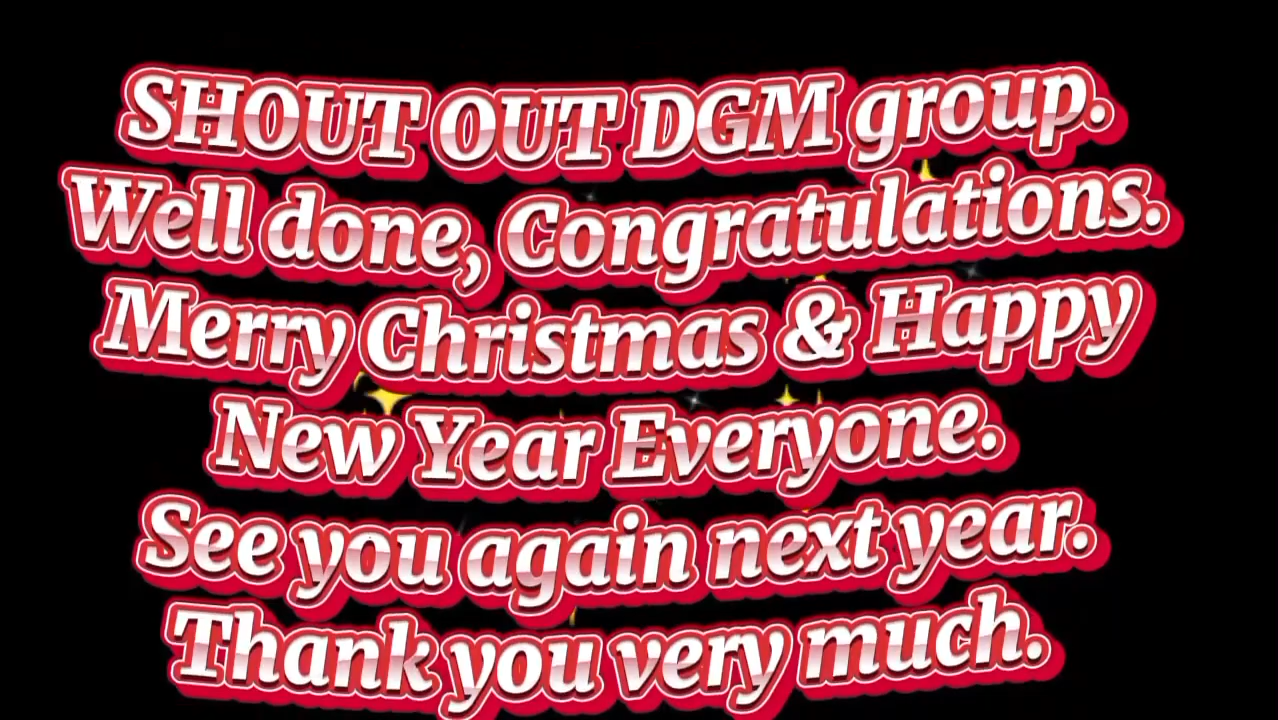 SHOUT OUT DGM group.
Well done, Congratulations.
Merry Christmas & Happy
New Year Everyone.
See you again next year.
Thank you very much.